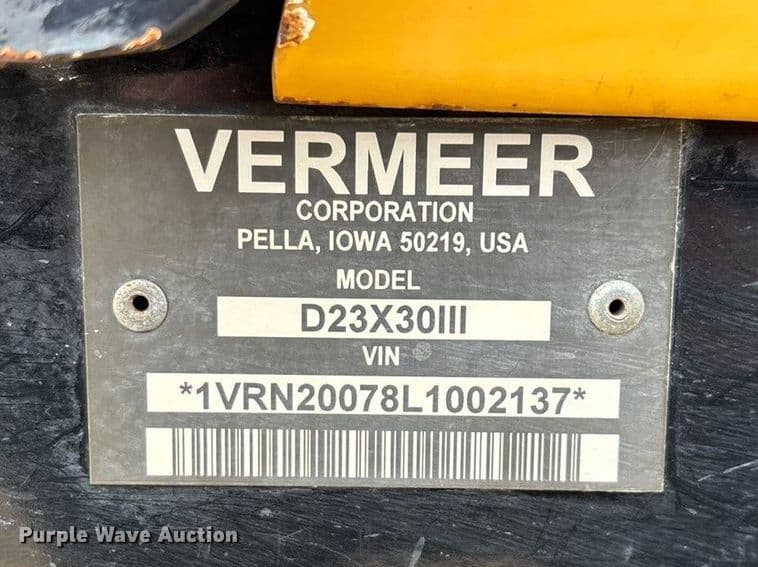 VERMEER
CORPORATION
PELLA, IOWA 50219, USA
MODEL
D23X30III
VIN
*1VRN20078L1002137*
Purple Wave Auction